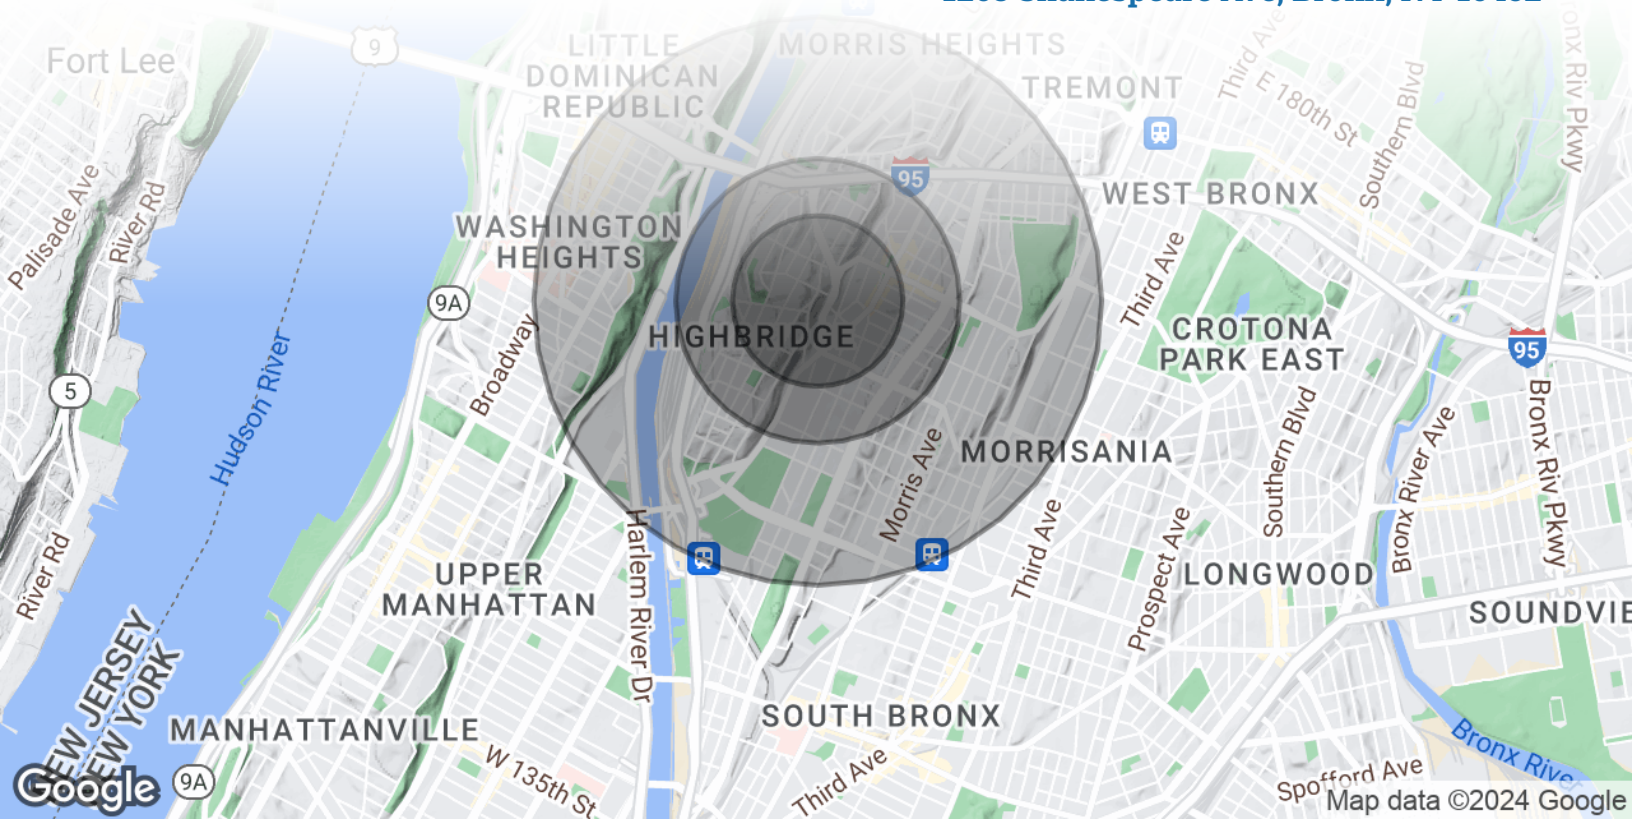 Fort Lee
9
LITTLE
DOMINICAN
REPUBLIC
MORRIS HEIGHTS
TREMONT
Third Ave
E 180th St
Southern Blvd
Bronx Riv Pkwy
95
WEST BRONX
Palisade Ave
River Rd
WASHINGTON
HEIGHTS
9A
Third Ave
HIGHBRIDGE
CROTONA
PARK EAST
95
5
Broadway
Hudson River
MORRISANIA
Morris Ave
Southern Blvd
Bronx River Ave
Bronx Riv Pkwy
Harlem River Dr
Third Ave
Prospect Ave
River Rd
UPPER
MANHATTAN
LONGWOOD
SOUNDVIE
NEW JERSEY
NEW YORK
MANHATTANVILLE
SOUTH BRONX
Bronx River
W 135th St
Third Ave
Spofford Ave
9A
Google
Map data ©2024 Google